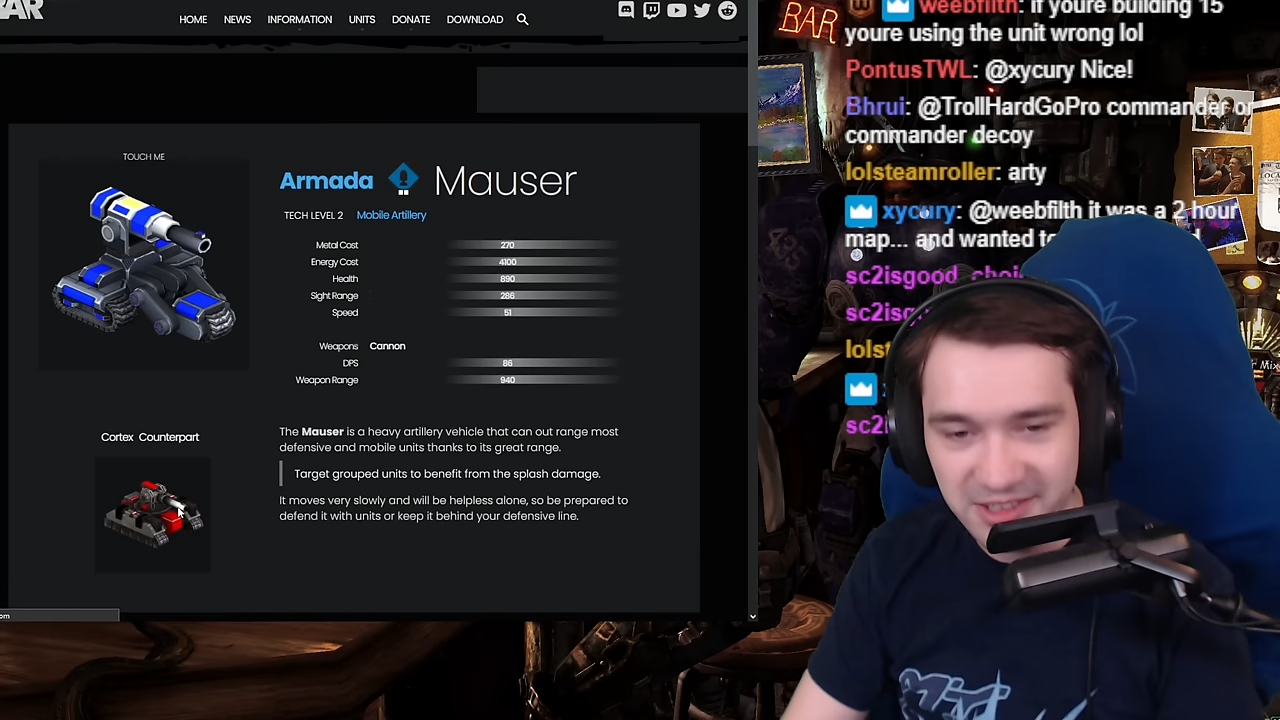 BAR
HOME NEWS INFORMATION UNITS DONATE DOWNLOAD
TOUCH ME
Armada Mauser
TECH LEVEL 2 Mobile Artillery
Metal Cost 270
Energy Cost 4100
Health 890
Sight Range 286
Speed 51
Weapons Cannon
DPS 86
Weapon Range 940
Cortex Counterpart
The Mauser is a heavy artillery vehicle that can out range most
defensive and mobile units thanks to its great range.
Target grouped units to benefit from the splash damage.
It moves very slowly and will be helpless alone, so be prepared to
defend it with units or keep it behind your defensive line.
om
BAR
weebfilth: if youre building 15
youre using the unit wrong lol
PontusTWL: @xycury Nice!
Bhrui: @TrollHardGoPro commander or
commander decoy
lolsteamroller: arty
xycury: @weebfilth it was a 2 hour
map... and wanted
sc2isgood